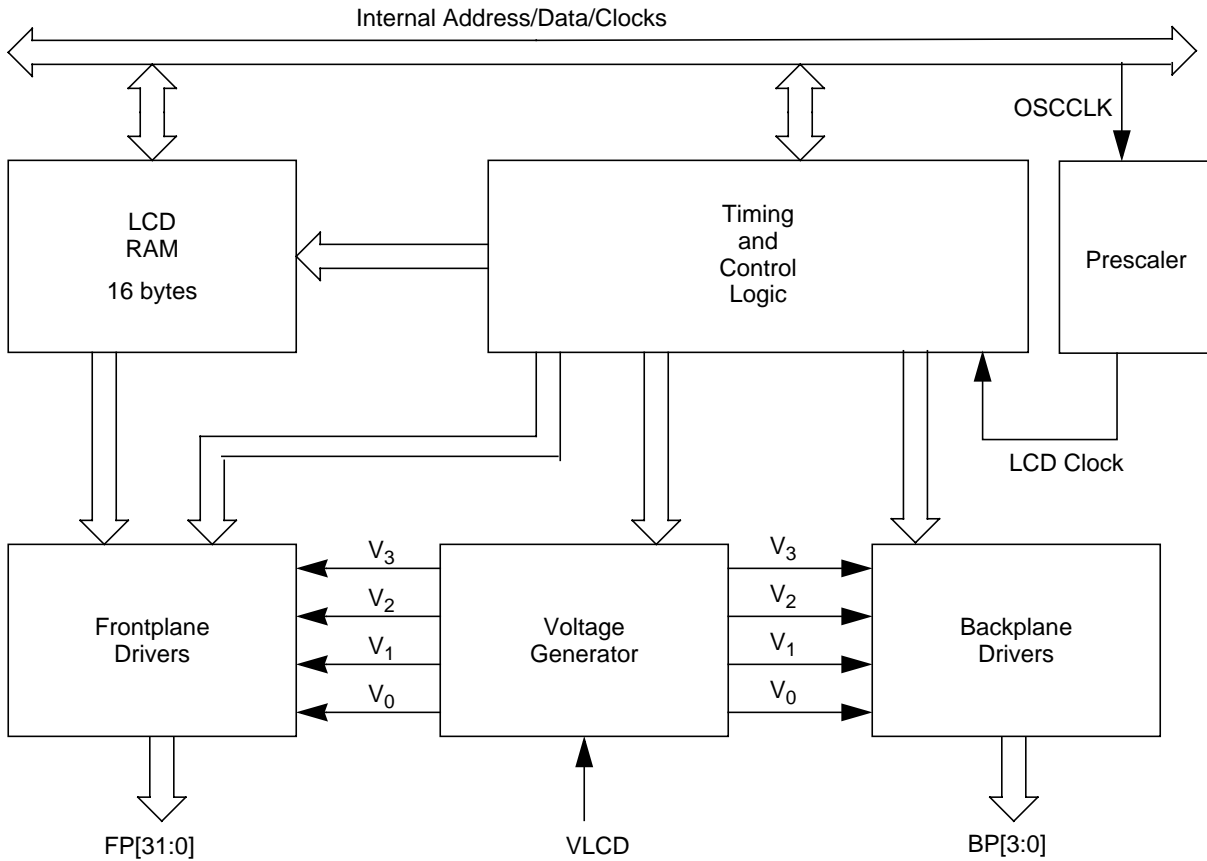 Internal Address/Data/Clocks
OSCCLK
LCD
RAM
16 bytes
Timing
and
Control
Logic
Prescaler
LCD Clock
Frontplane
Drivers
V3
V2
V1
V0
Voltage
Generator
V3
V2
V1
V0
Backplane
Drivers
FP[31:0]
VLCD
BP[3:0]